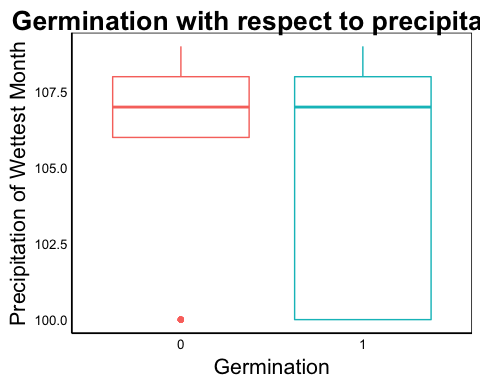 Germination with respect to precipita
Precipitation of Wettest Month
107.5
105.0
102.5
100.0
0
1
Germination